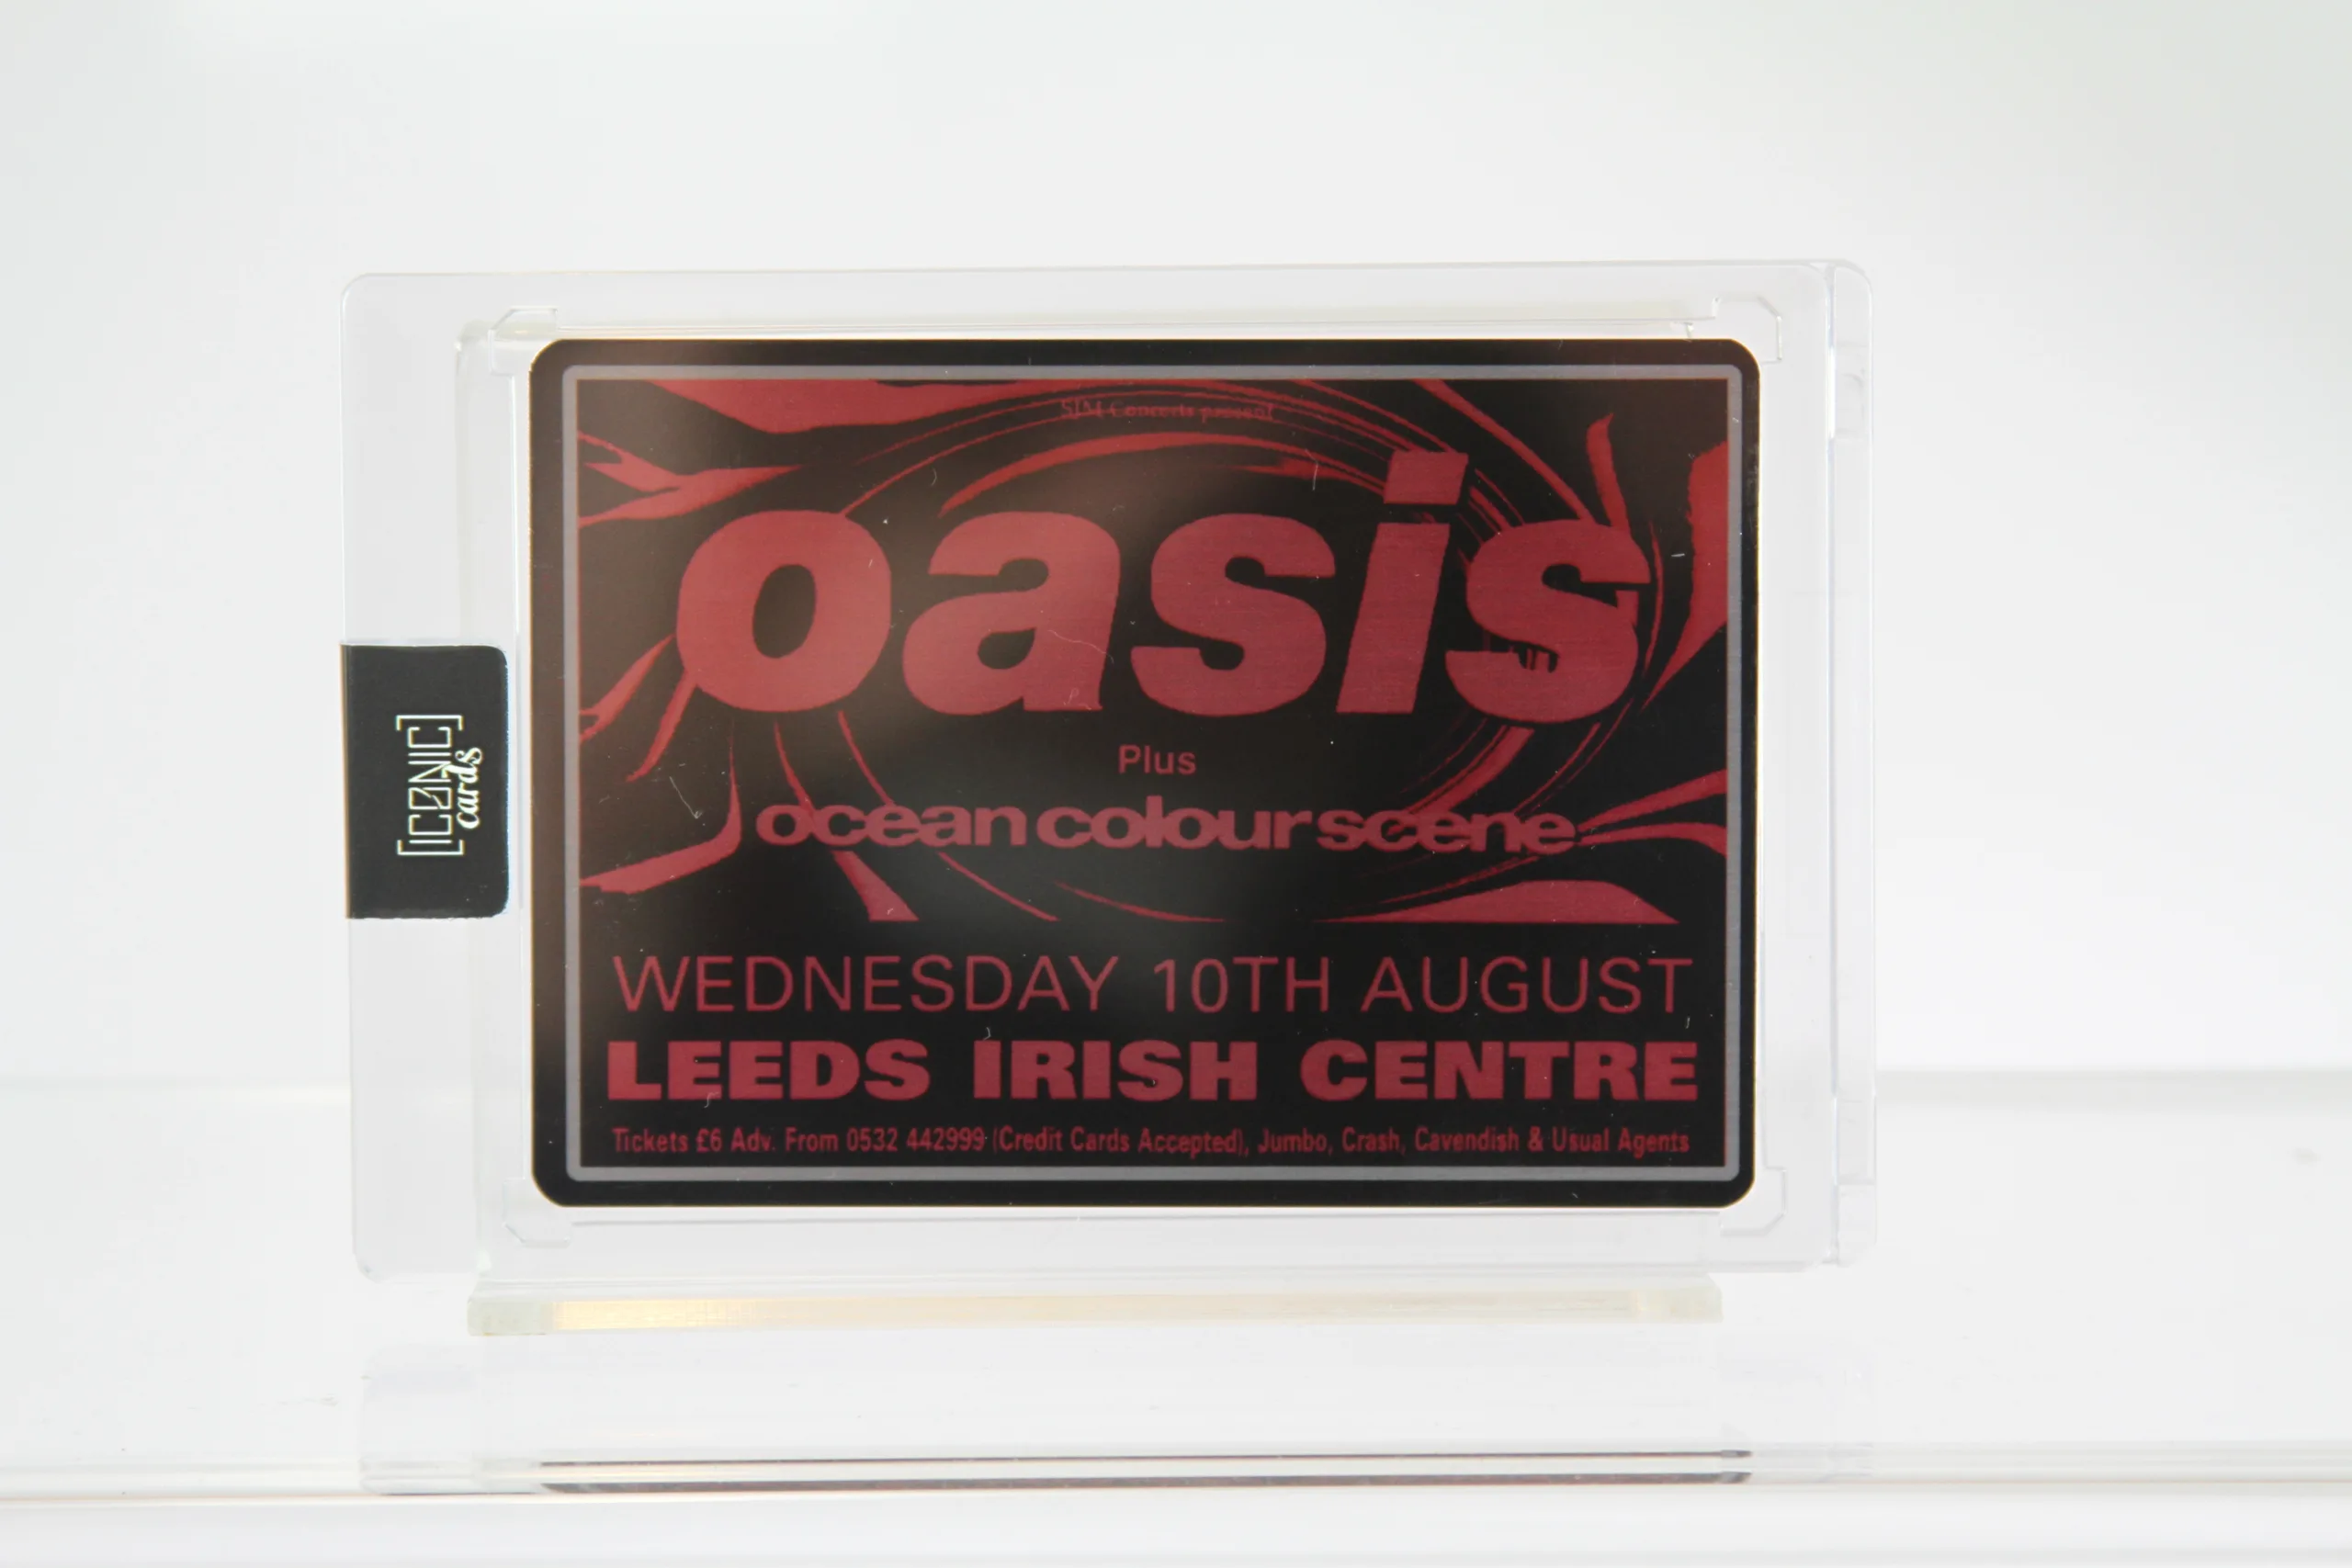 SJM Concerts present
oasis
Plus
ocean colour scene
WEDNESDAY 10TH AUGUST
LEEDS IRISH CENTRE
Tickets £6 Adv. From 0532 442999 (Credit Cards Accepted), Jumbo, Crash, Cavendish & Usual Agents
[ICONIC]
cards